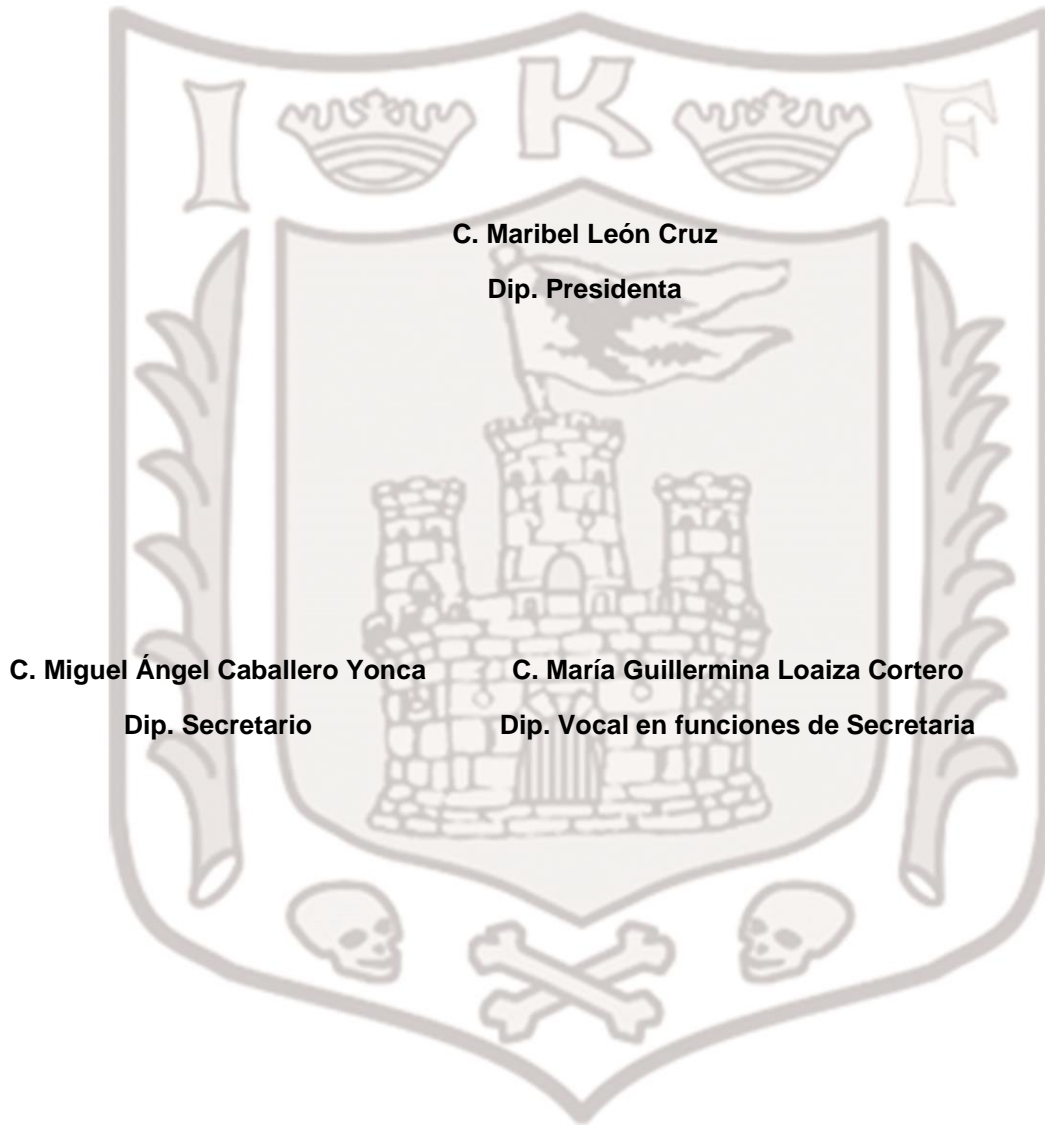 I K F
C. Maribel León Cruz
Dip. Presidenta
C. Miguel Ángel Caballero Yonca
Dip. Secretario
C. María Guillermina Loaiza Cortero
Dip. Vocal en funciones de Secretaria